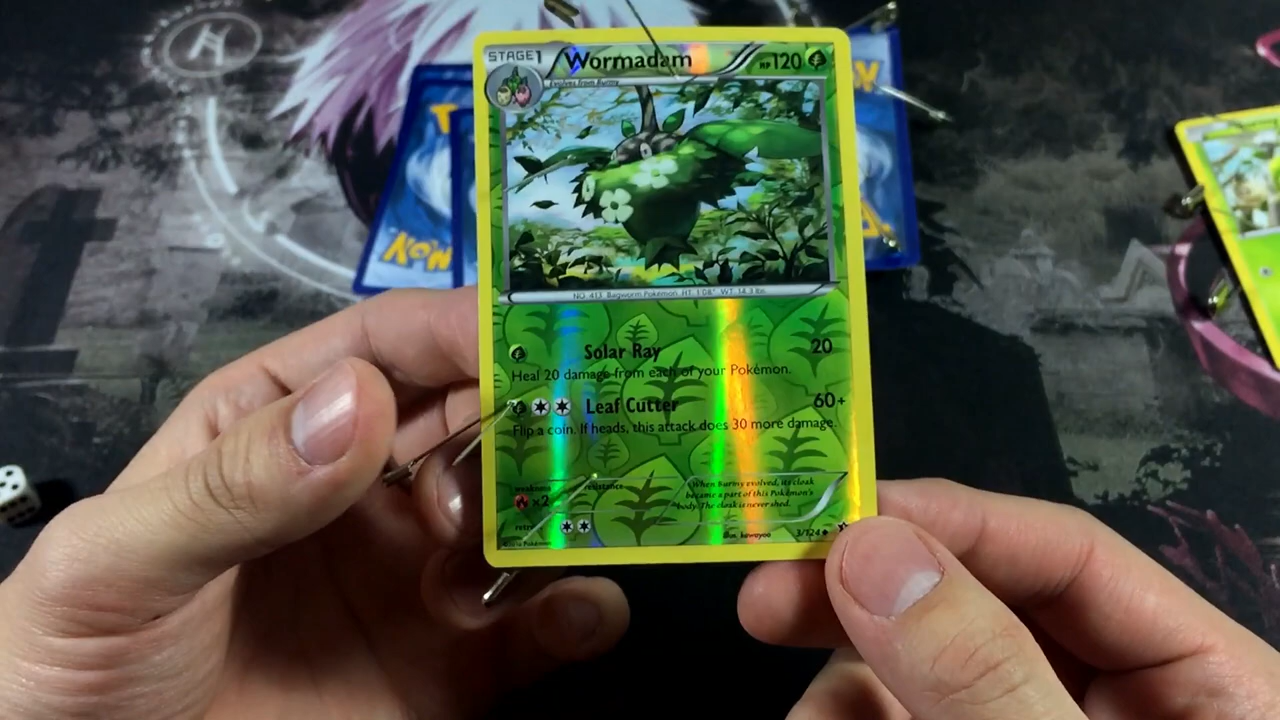 STAGE1 Wormadam HP120
Evolves from Burmy
NO. 413 Bagworm Pokémon HT: 1'08" WT: 14.3 lbs.
Solar Ray 20
Heal 20 damage from each of your Pokémon.
Leaf Cutter 60+
Flip a coin. If heads, this attack does 30 more damage.
weakness resistance
×2
When Burmy evolved, its cloak
became a part of this Pokémon's
body. The cloak is never shed.
Illus. kawayoo 3/124